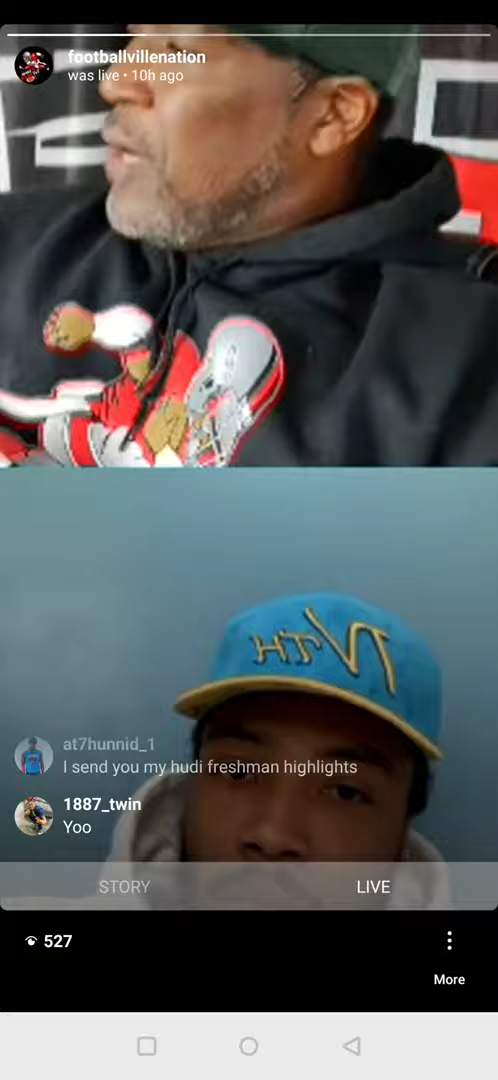 footballvillenation
was live • 10h ago
at7hunnid_1
I send you my hudi freshman highlights
1887_twin
Yoo
STORY
LIVE
527
More